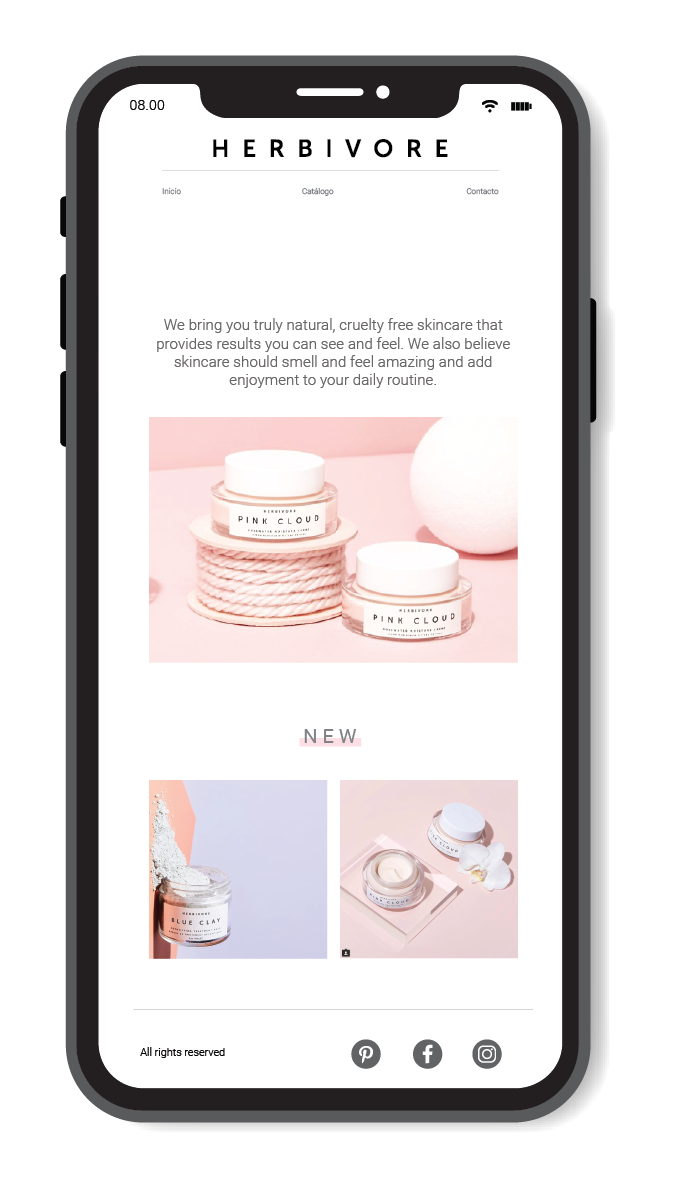 08.00
HERBIVORE
Inicio Catálogo Contacto
We bring you truly natural, cruelty free skincare that
provides results you can see and feel. We also believe
skincare should smell and feel amazing and add
enjoyment to your daily routine.
HERBIVORE
PINK CLOUD
HERBIVORE
PINK CLOUD
NEW
HERBIVORE
BLUE CLAY
PINK CLOUD
PINK CLOUD
All rights reserved